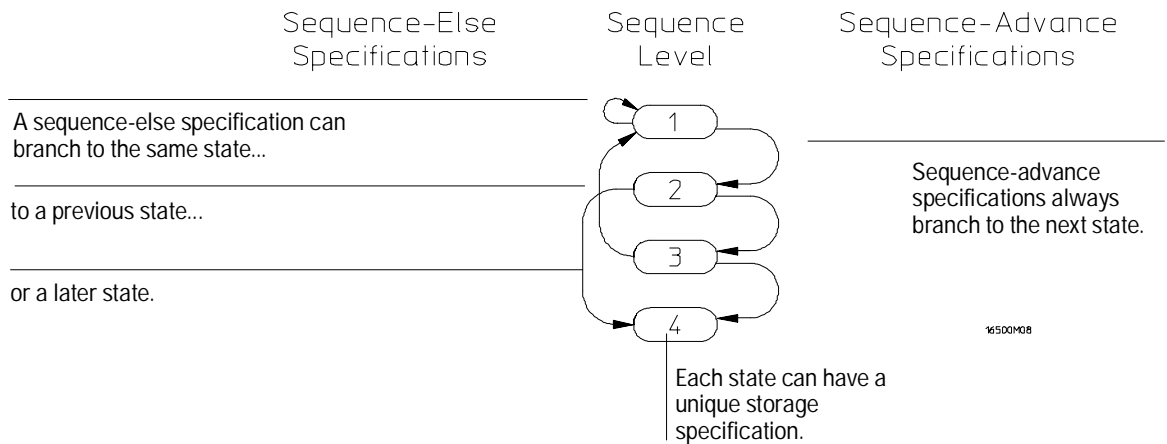 Sequence-Else
Specifications
Sequence
Level
Sequence-Advance
Specifications
A sequence-else specification can
branch to the same state...
to a previous state...
or a later state.
1
2
3
4
Sequence-advance
specifications always
branch to the next state.
16500M08
Each state can have a
unique storage
specification.